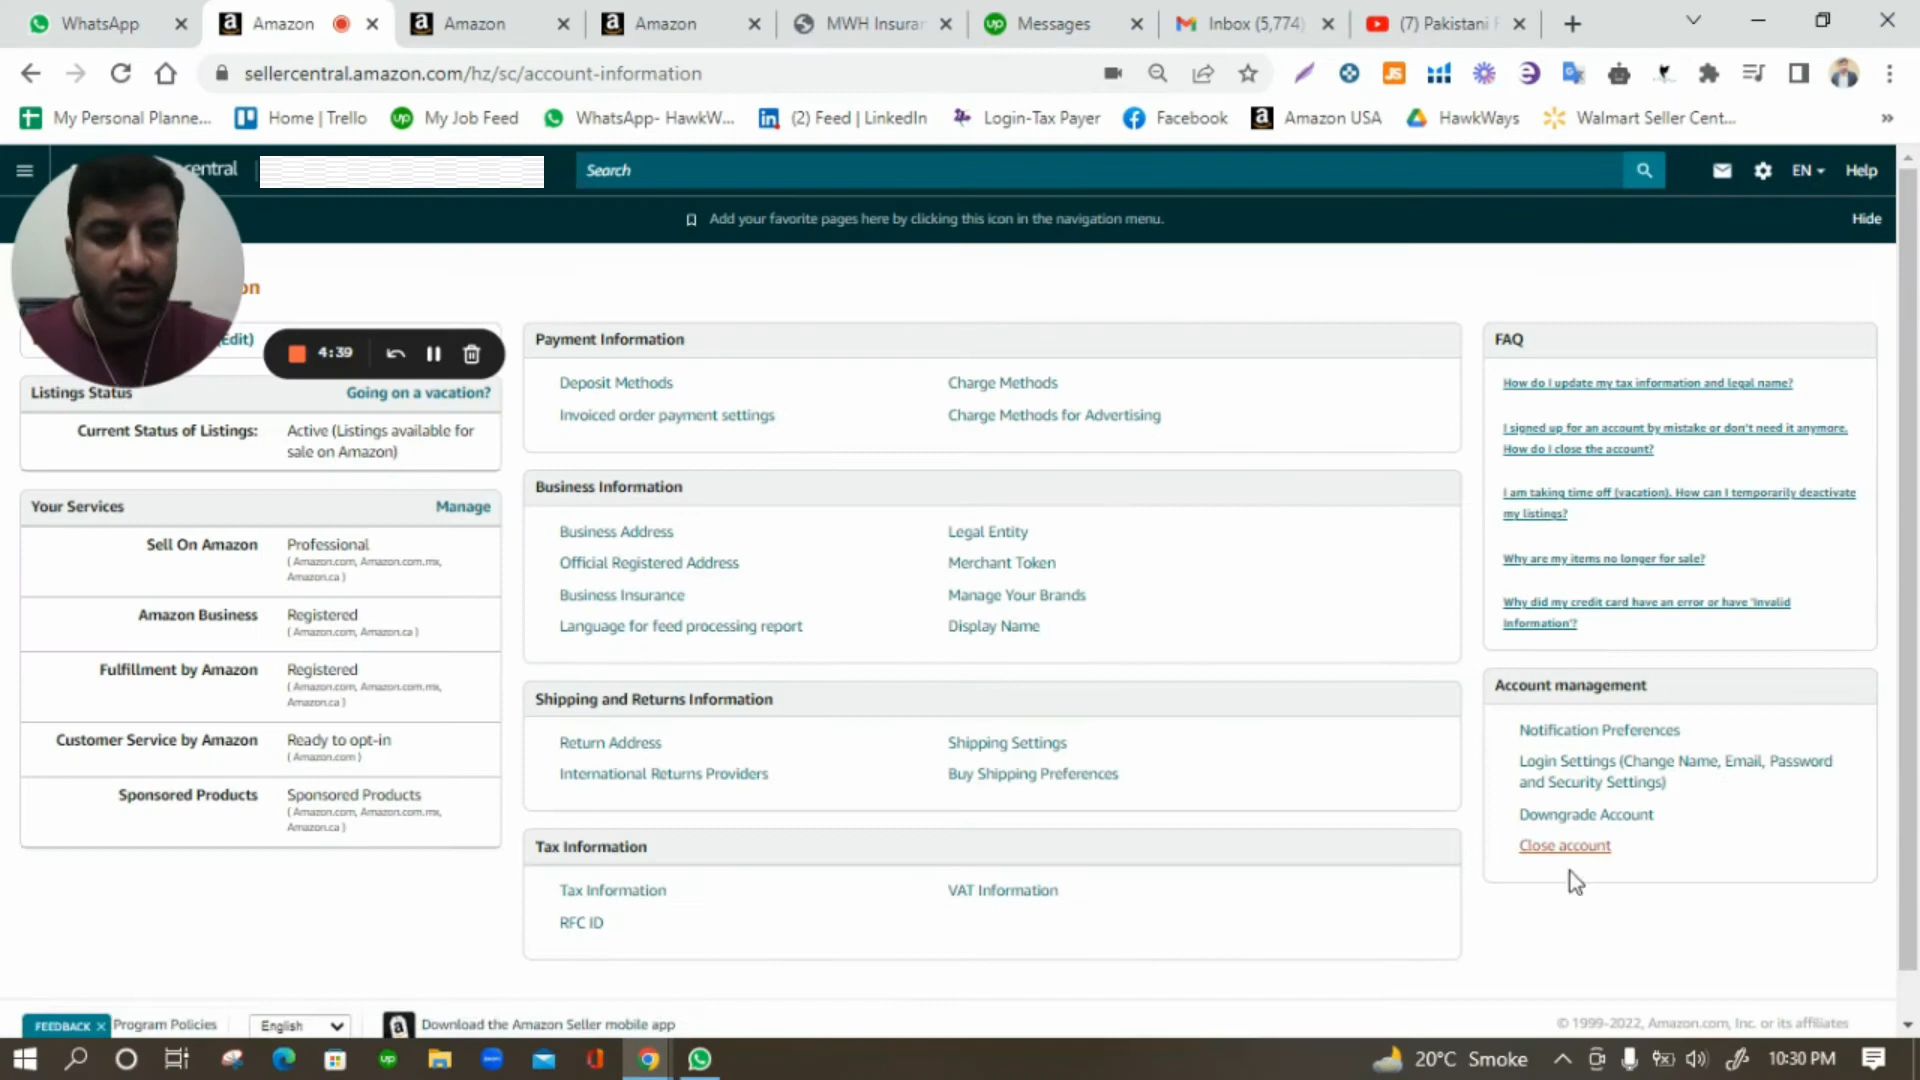 WhatsApp
Amazon
Amazon
Amazon
MWH Insurar
Messages
Inbox (5,774)
(7) Pakistani F
sellercentral.amazon.com/hz/sc/account-information
My Personal Planne...
Home | Trello
My Job Feed
WhatsApp- HawkW...
(2) Feed | LinkedIn
Login-Tax Payer
Facebook
Amazon USA
HawkWays
Walmart Seller Cent...
central
Search
EN
Help
Add your favorite pages here by clicking this icon in the navigation menu.
Hide
on
(Edit)
4:39
Listings Status
Going on a vacation?
Current Status of Listings:
Active (Listings available for
sale on Amazon)
Your Services
Manage
Sell On Amazon
Professional
( Amazon.com, Amazon.com.mx,
Amazon.ca )
Amazon Business
Registered
( Amazon.com, Amazon.ca )
Fulfillment by Amazon
Registered
( Amazon.com, Amazon.com.mx,
Amazon.ca )
Customer Service by Amazon
Ready to opt-in
( Amazon.com )
Sponsored Products
Sponsored Products
( Amazon.com, Amazon.com.mx,
Amazon.ca )
Payment Information
Deposit Methods
Charge Methods
Invoiced order payment settings
Charge Methods for Advertising
Business Information
Business Address
Legal Entity
Official Registered Address
Merchant Token
Business Insurance
Manage Your Brands
Language for feed processing report
Display Name
Shipping and Returns Information
Return Address
Shipping Settings
International Returns Providers
Buy Shipping Preferences
Tax Information
Tax Information
VAT Information
RFC ID
FAQ
How do I update my tax information and legal name?
I signed up for an account by mistake or don't need it anymore.
How do I close the account?
I am taking time off (vacation). How can I temporarily deactivate
my listings?
Why are my items no longer for sale?
Why did my credit card have an error or have 'Invalid
Information'?
Account management
Notification Preferences
Login Settings (Change Name, Email, Password
and Security Settings)
Downgrade Account
Close account
FEEDBACK
Program Policies
English
Download the Amazon Seller mobile app
© 1999-2022, Amazon.com, Inc. or its affiliates
20°C Smoke
10:30 PM